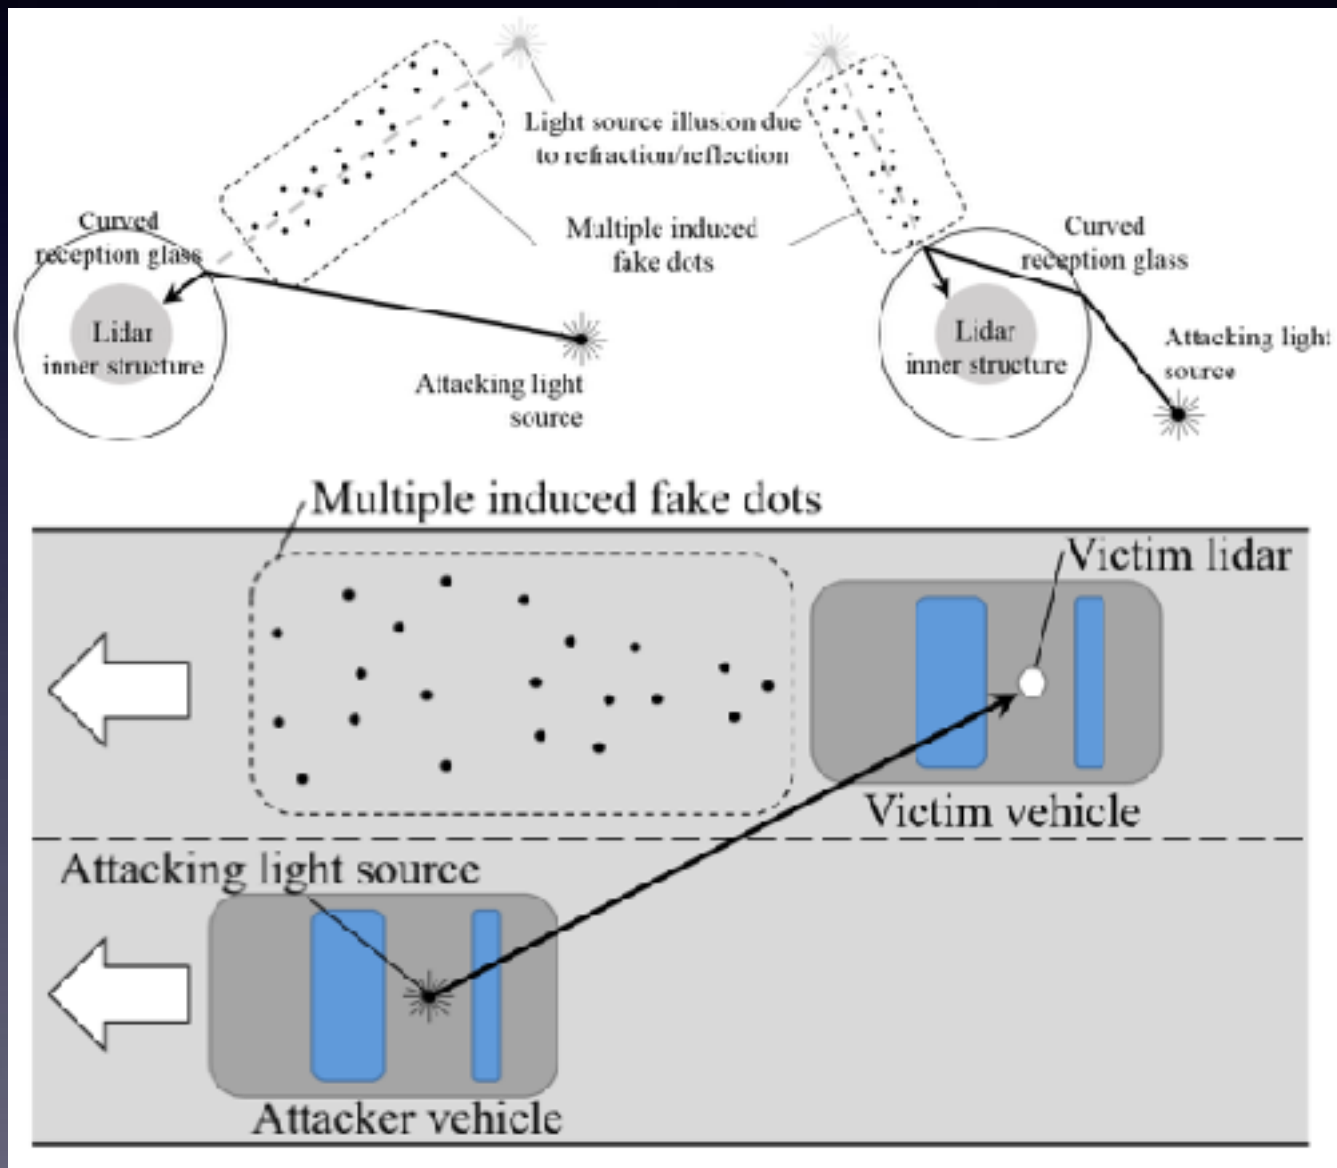 Light source illusion due
to refraction/reflection
Multiple induced
fake dots
Curved
reception glass
Lidar
inner structure
Attacking light
source
Curved
reception glass
Lidar
inner structure
Attacking light
source
Multiple induced fake dots
Victim lidar
Victim vehicle
Attacking light source
Attacker vehicle